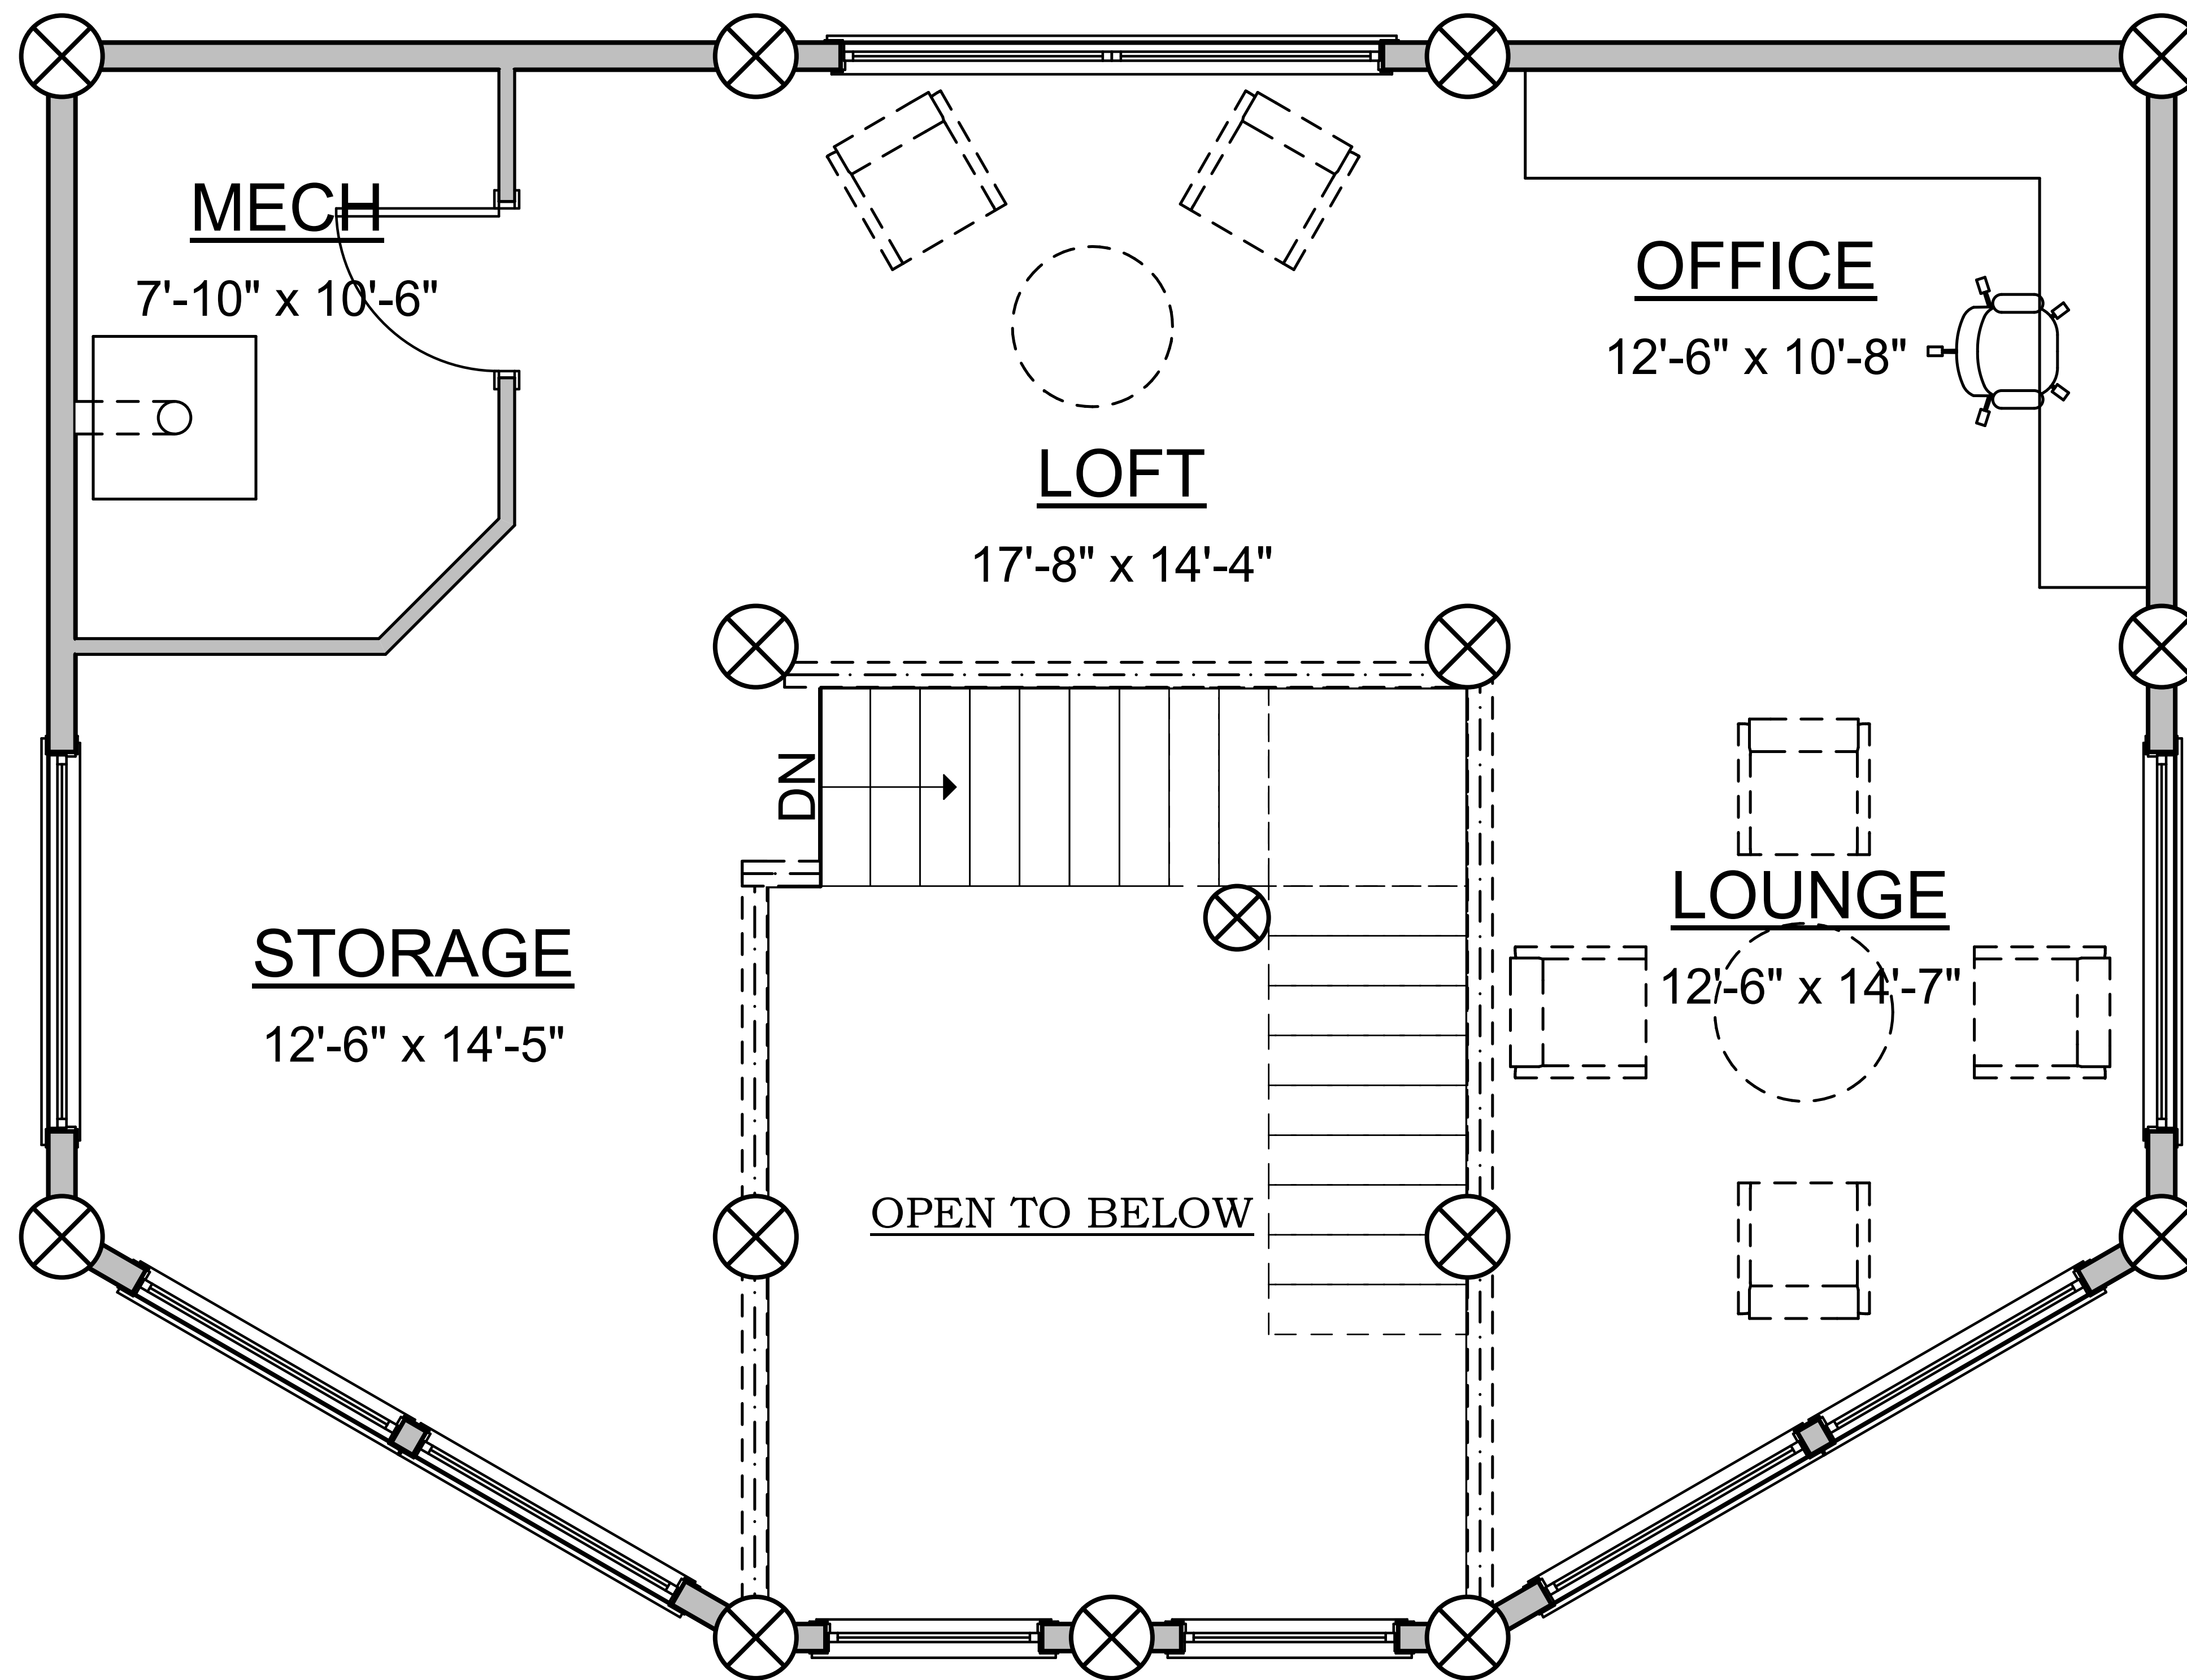 MECH
7'-10" x 10'-6"
OFFICE
12'-6" x 10'-8"
LOFT
17'-8" x 14'-4"
DN
LOUNGE
12'-6" x 14'-7"
STORAGE
12'-6" x 14'-5"
OPEN TO BELOW